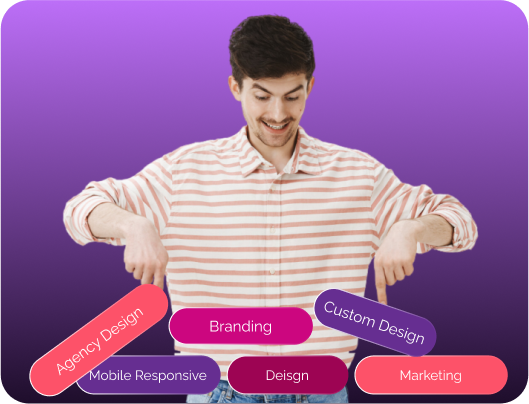 Agency Design
Branding
Custom Design
Mobile Responsive
Deisgn
Marketing